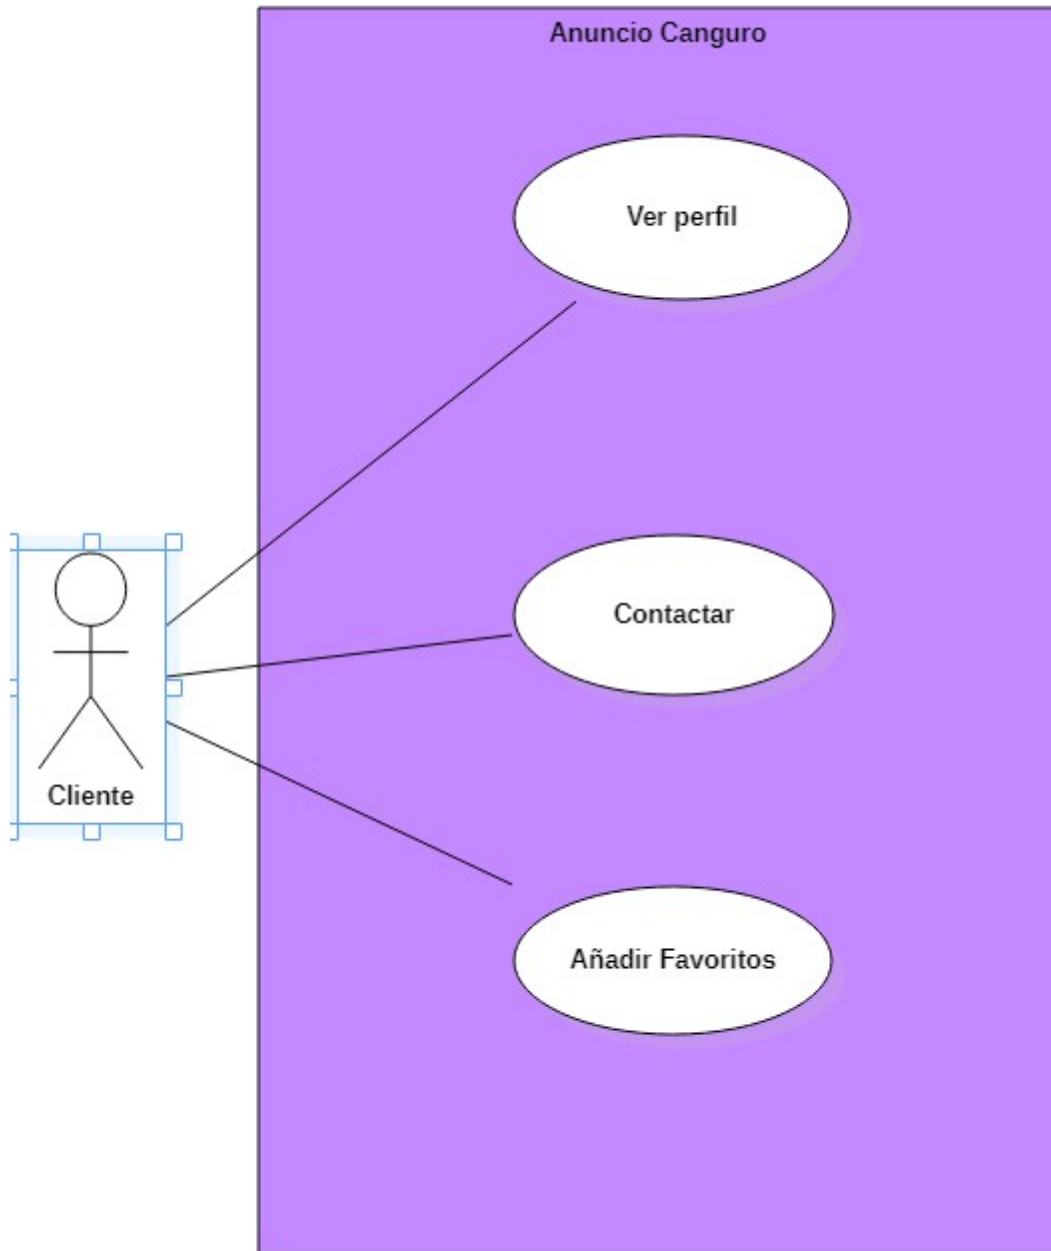 Anuncio Canguro
Ver perfil
Contactar
Cliente
Añadir Favoritos